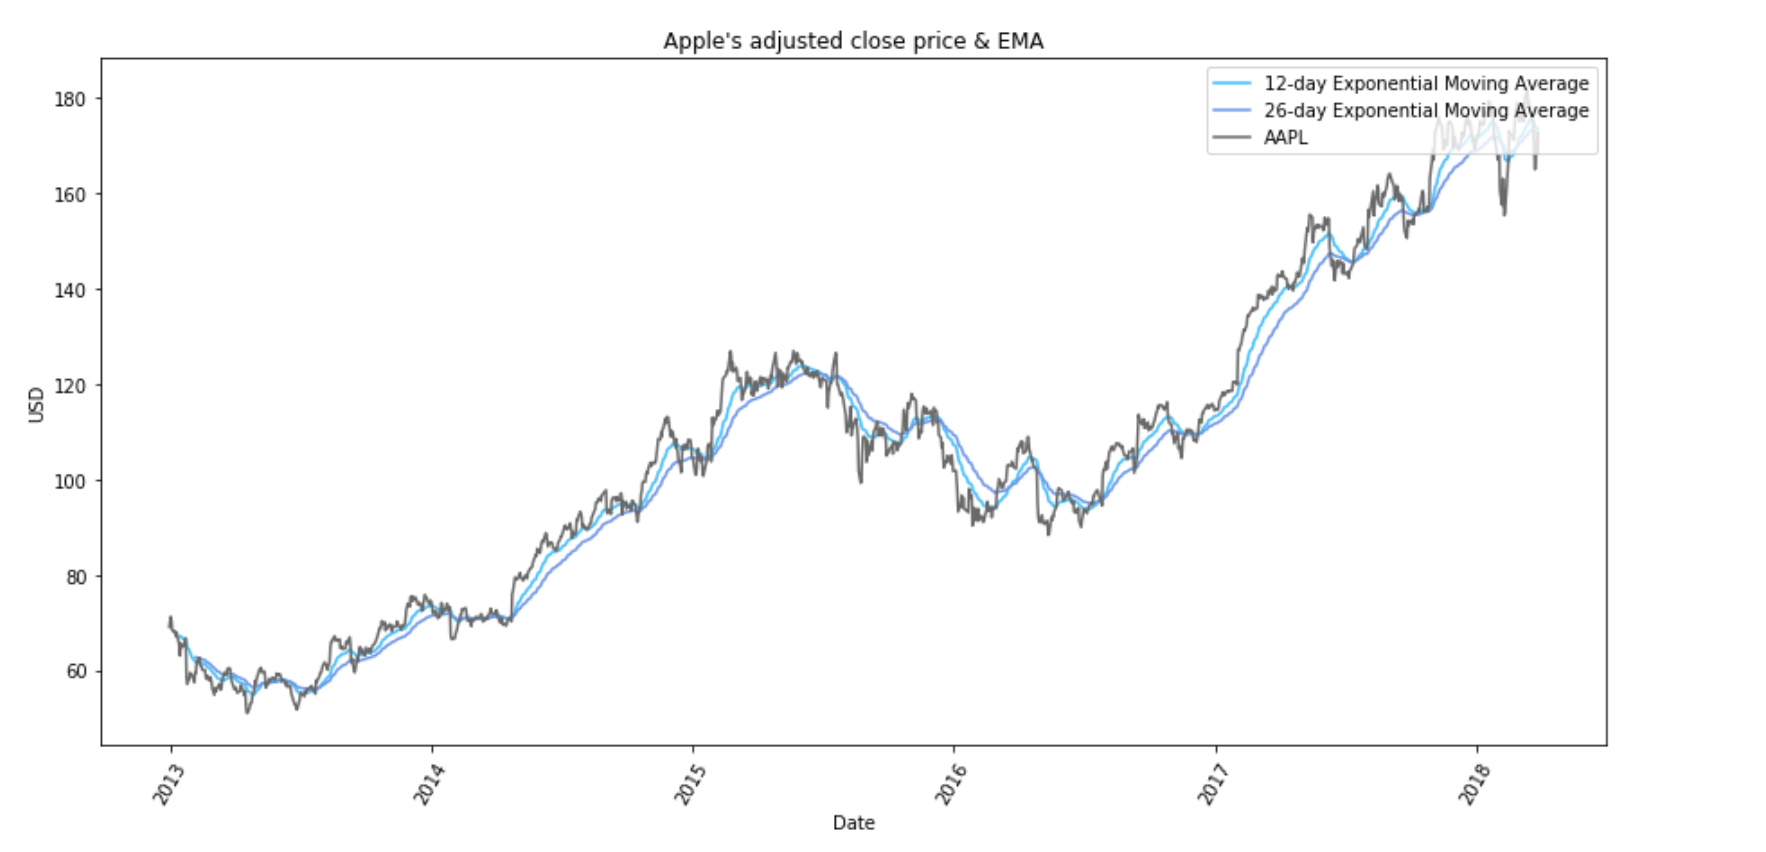 Apple's adjusted close price & EMA
12-day Exponential Moving Average
26-day Exponential Moving Average
AAPL
180
160
140
120
100
80
60
USD
2013
2014
2015
2016
2017
2018
Date